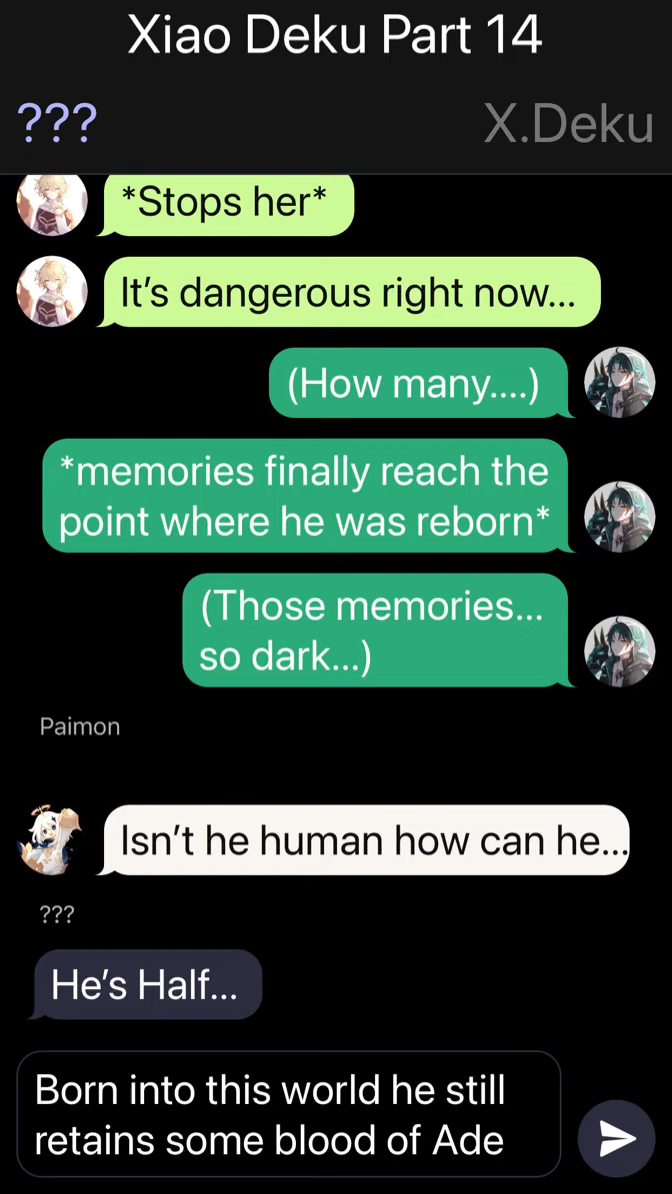 Xiao Deku Part 14
???
X.Deku
*Stops her*
It’s dangerous right now...
(How many....)
*memories finally reach the
point where he was reborn*
(Those memories...
so dark...)
Paimon
Isn’t he human how can he...
???
He’s Half...
Born into this world he still
retains some blood of Ade